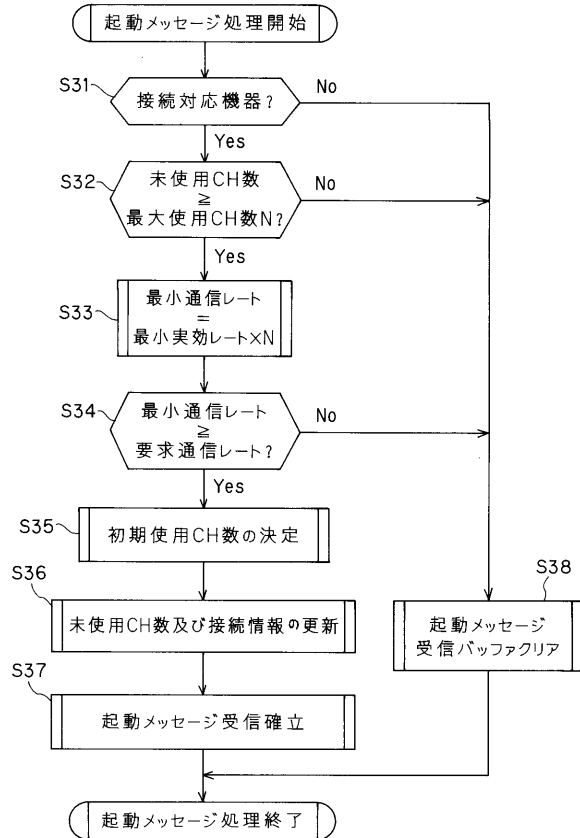 起動メッセージ処理開始
S31
接続対応機器?
No
Yes
S32
未使用CH数
≧
最大使用CH数N?
No
Yes
S33
最小通信レート
=
最小実効レート×N
S34
最小通信レート
≧
要求通信レート?
No
Yes
S35
初期使用CH数の決定
S36
未使用CH数及び接続情報の更新
S38
起動メッセージ
受信バッファクリア
S37
起動メッセージ受信確立
起動メッセージ処理終了